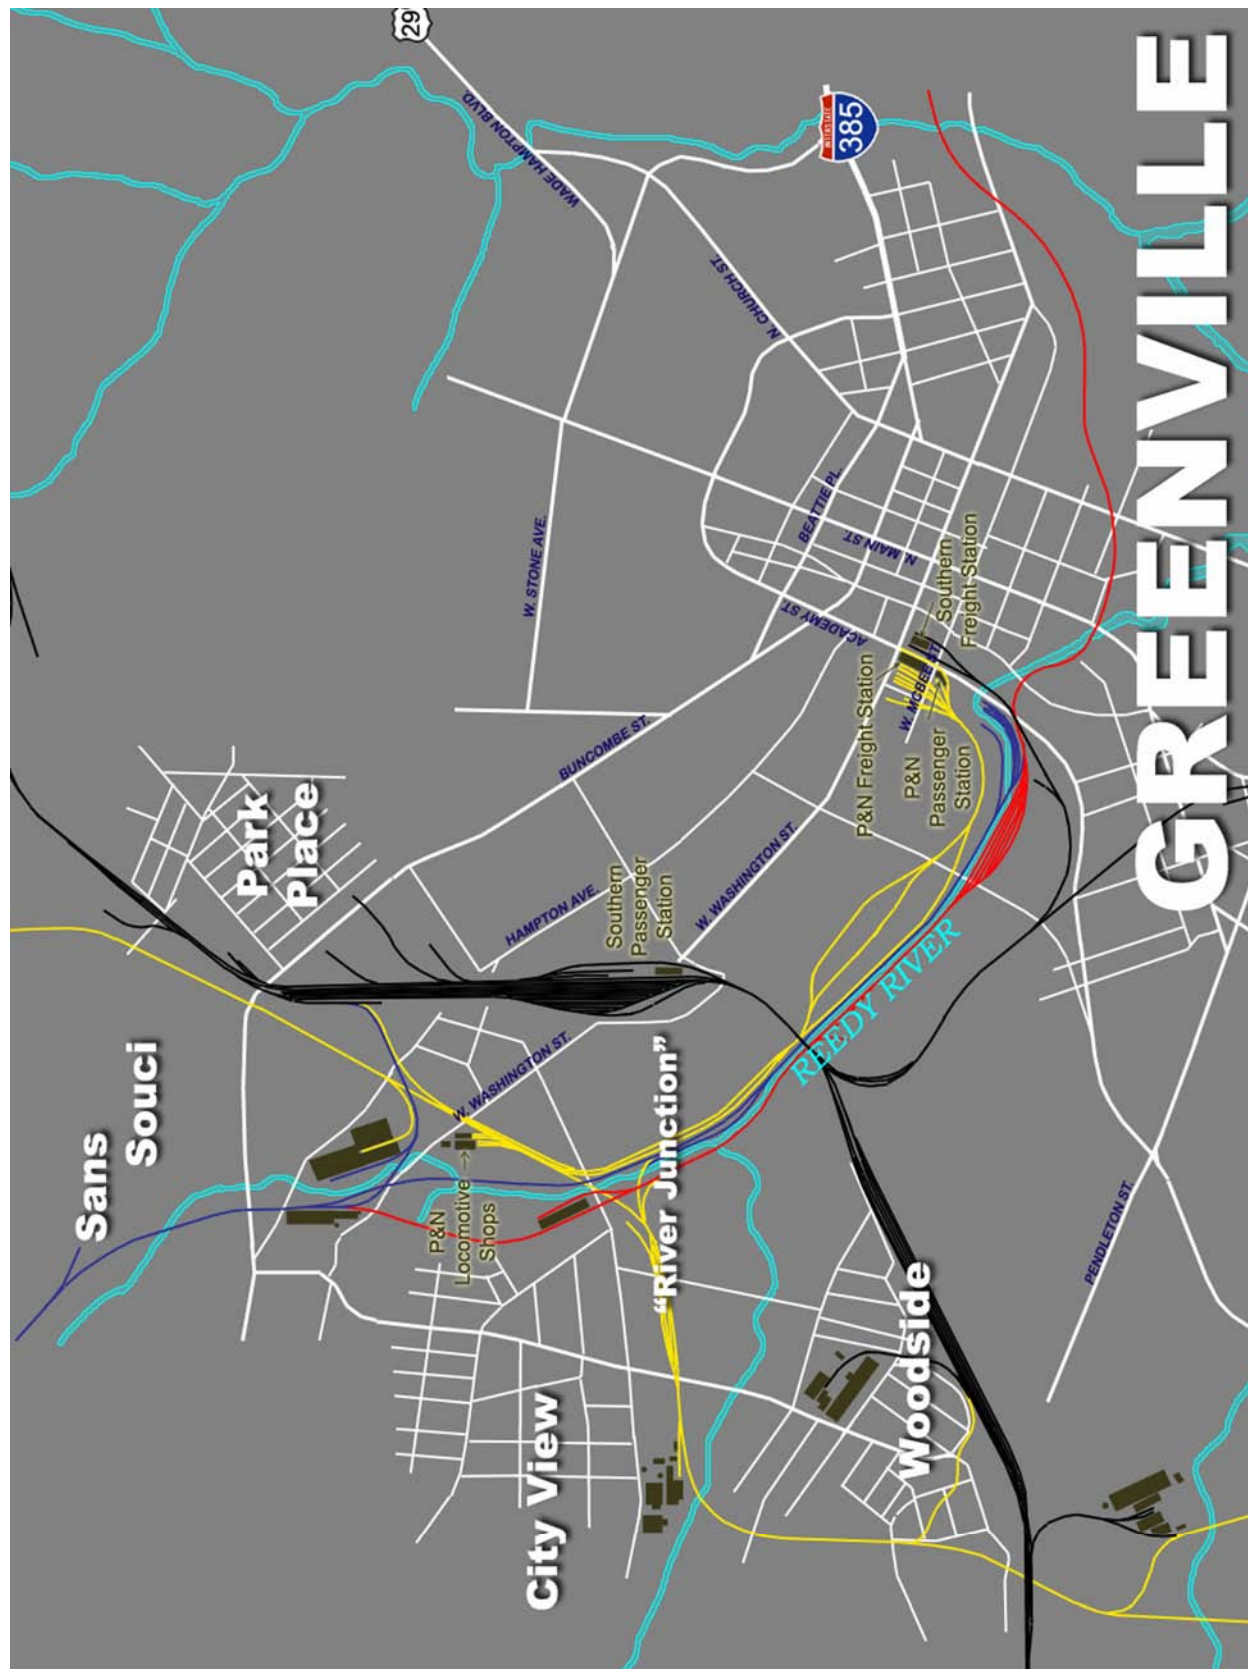 Sans
Souci
Park
Place
29
P&N
Locomotive →
Shops
W. WASHINGTON ST.
WADE HAMPTON BLVD.
City View
W. STONE AVE.
HAMPTON AVE.
BUNCOMBE ST.
Southern
Passenger
Station
"River Junction"
N. CHURCH ST.
W. WASHINGTON ST.
BEATTIE PL.
ACADEMY ST.
INTERSTATE
385
P&N Freight Station
REEDY RIVER
N. MAIN ST.
Woodside
P&N
Passenger
Station
W. MCBEE ST.
Southern
Freight Station
PENDLETON ST.
GREENVILLE